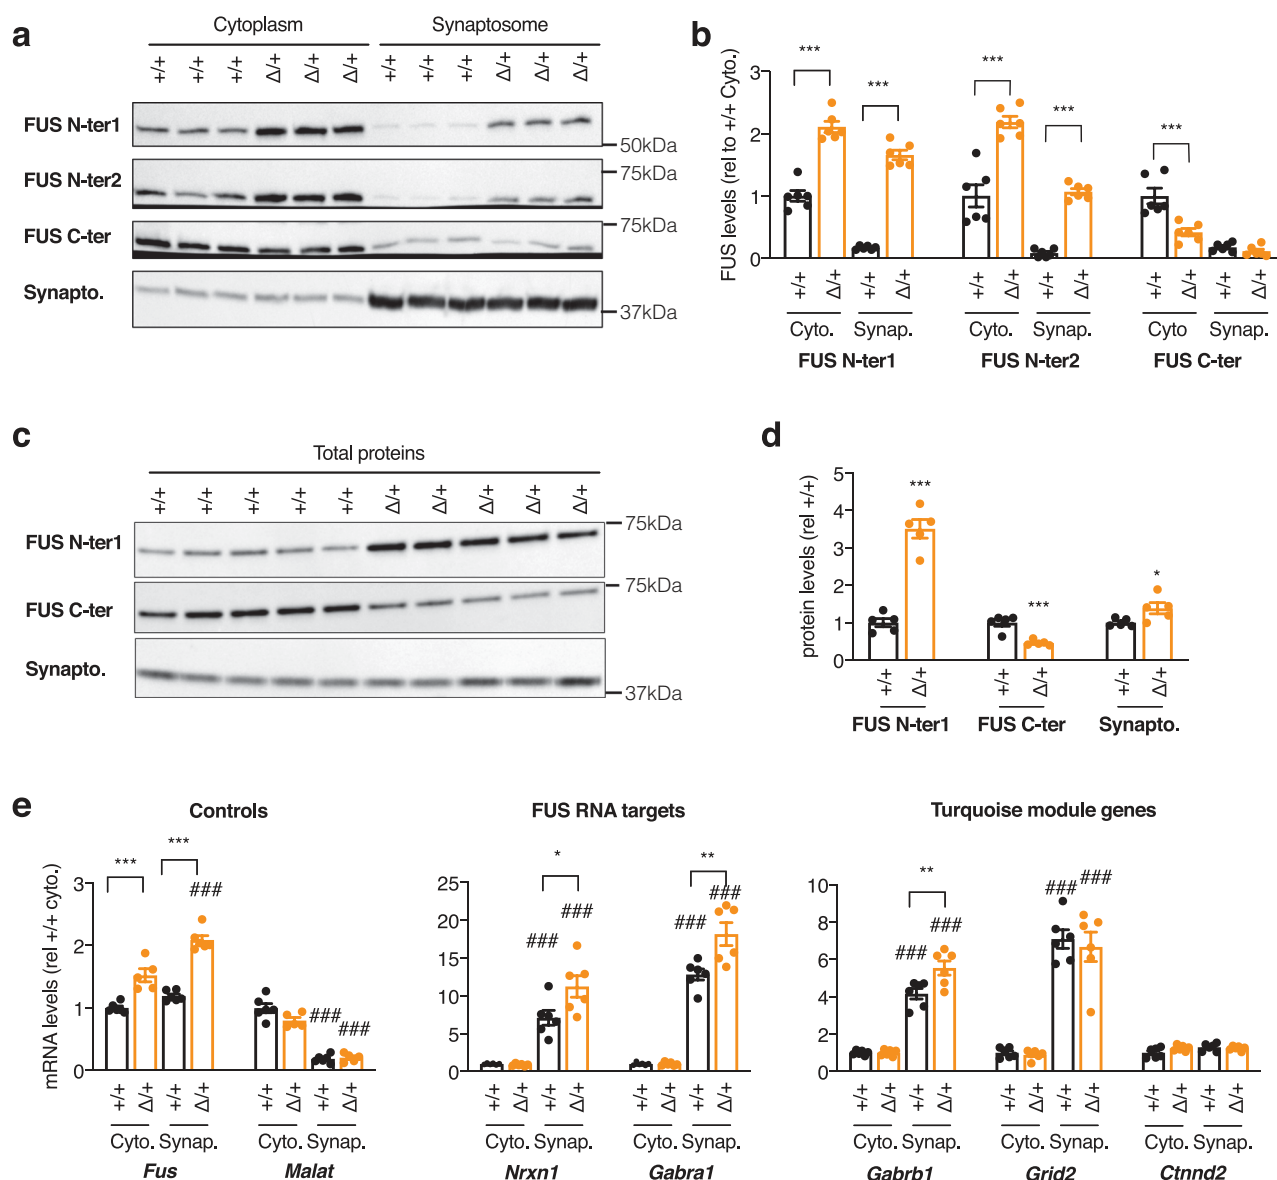 a
Cytoplasm
Synaptosome
+/+ +/+ +/+ Δ/+ Δ/+ Δ/+ +/+ +/+ +/+ Δ/+ Δ/+ Δ/+
FUS N-ter1
50kDa
FUS N-ter2
75kDa
FUS C-ter
75kDa
Synapto.
37kDa
b
FUS levels (rel to +/+ Cyto.)
3
2
1
0
*** *** *** *** ***
+/+ Δ/+ +/+ Δ/+ +/+ Δ/+ +/+ Δ/+ +/+ Δ/+ +/+ Δ/+
Cyto. Synap. Cyto. Synap. Cyto Synap.
FUS N-ter1 FUS N-ter2 FUS C-ter
c
Total proteins
+/+ +/+ +/+ +/+ +/+ Δ/+ Δ/+ Δ/+ Δ/+ Δ/+
FUS N-ter1
75kDa
FUS C-ter
75kDa
Synapto.
37kDa
d
protein levels (rel +/+)
5
4
3
2
1
0
*** *** *
+/+ Δ/+ +/+ Δ/+ +/+ Δ/+
FUS N-ter1 FUS C-ter Synapto.
e
Controls
mRNA levels (rel +/+ cyto.)
3
2
1
0
*** *** ### ### ###
+/+ Δ/+ +/+ Δ/+ +/+ Δ/+ +/+ Δ/+
Cyto. Synap. Cyto. Synap.
Fus Malat
FUS RNA targets
25
20
15
10
5
0
* ** ### ### ### ###
+/+ Δ/+ +/+ Δ/+ +/+ Δ/+ +/+ Δ/+
Cyto. Synap. Cyto. Synap.
Nrxn1 Gabra1
Turquoise module genes
10
8
6
4
2
0
** ### ### ### ###
+/+ Δ/+ +/+ Δ/+ +/+ Δ/+ +/+ Δ/+ +/+ Δ/+ +/+ Δ/+
Cyto. Synap. Cyto. Synap. Cyto. Synap.
Gabrb1 Grid2 Ctnnd2